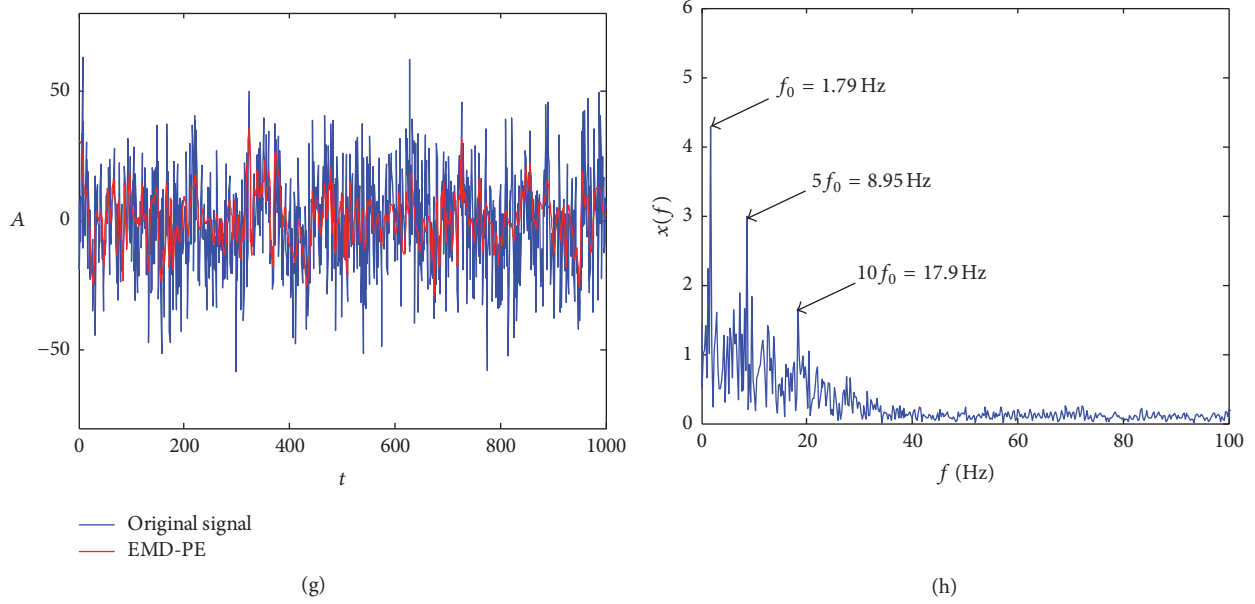 50
0
−50
A
0
200
400
600
800
1000
t
Original signal
EMD-PE
(g)
6
5
4
3
2
1
0
x(f)
f₀ = 1.79 Hz
5f₀ = 8.95 Hz
10f₀ = 17.9 Hz
0
20
40
60
80
100
f (Hz)
(h)